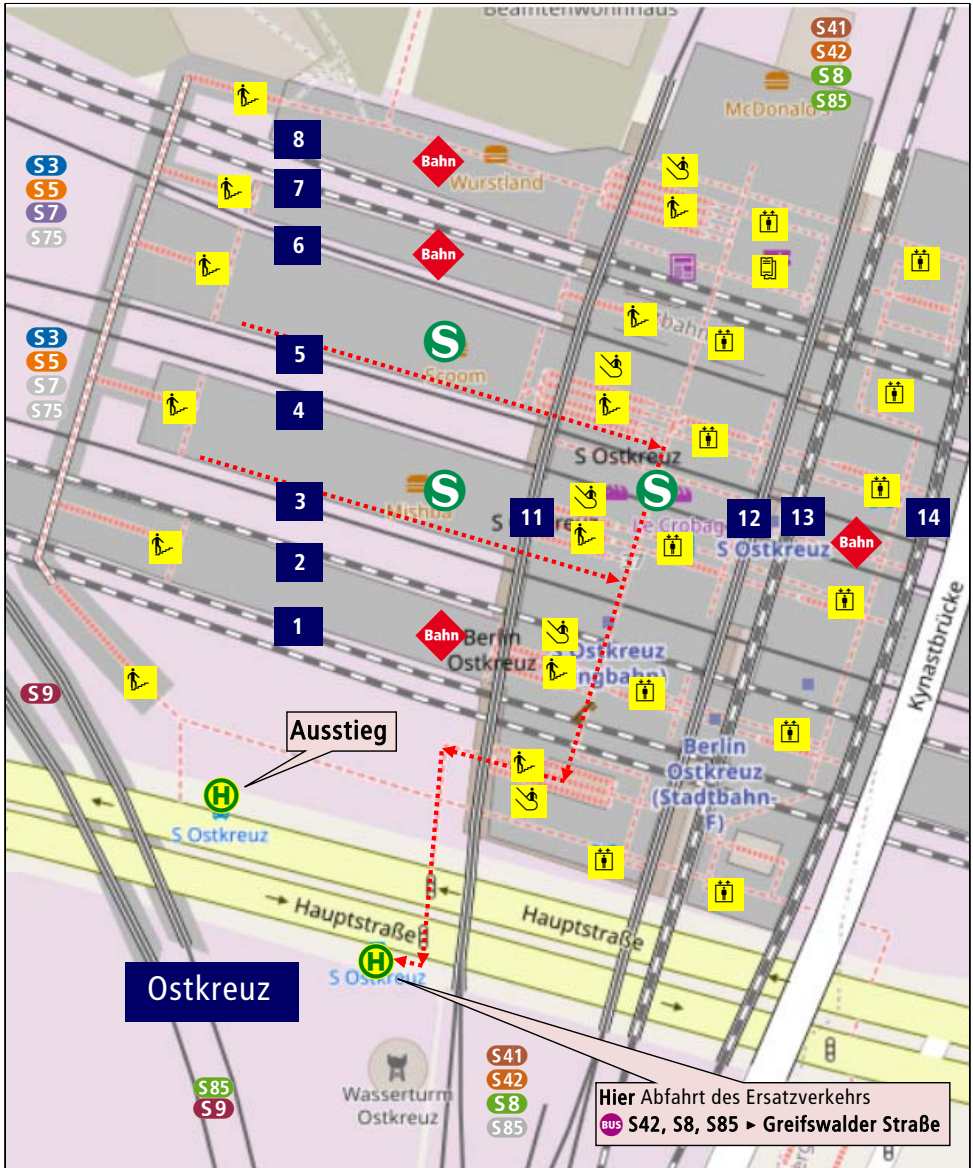 Beamtenwohnhaus
S41
S42
S8
S85
McDonald's
8
Bahn
Wurstland
S3
S5
S7
S75
7
6
Bahn
S3
S5
S7
S75
5
S
Scoom
4
S Ostkreuz
3
S
Mishba
S
11
12
13
14
Le Crobag
S Ostkreuz
Bahn
2
1
Bahn
Berlin
Ostkreuz
S Ostkreuz
Kynastbrücke
S9
Ausstieg
H
S Ostkreuz
Berlin
Ostkreuz
(Stadtbahn-
F)
Hauptstraße
Hauptstraße
H
S Ostkreuz
Ostkreuz
S85
S9
Wasserturm
Ostkreuz
S41
S42
S8
S85
Hier Abfahrt des Ersatzverkehrs
BUS S42, S8, S85 ▸ Greifswalder Straße